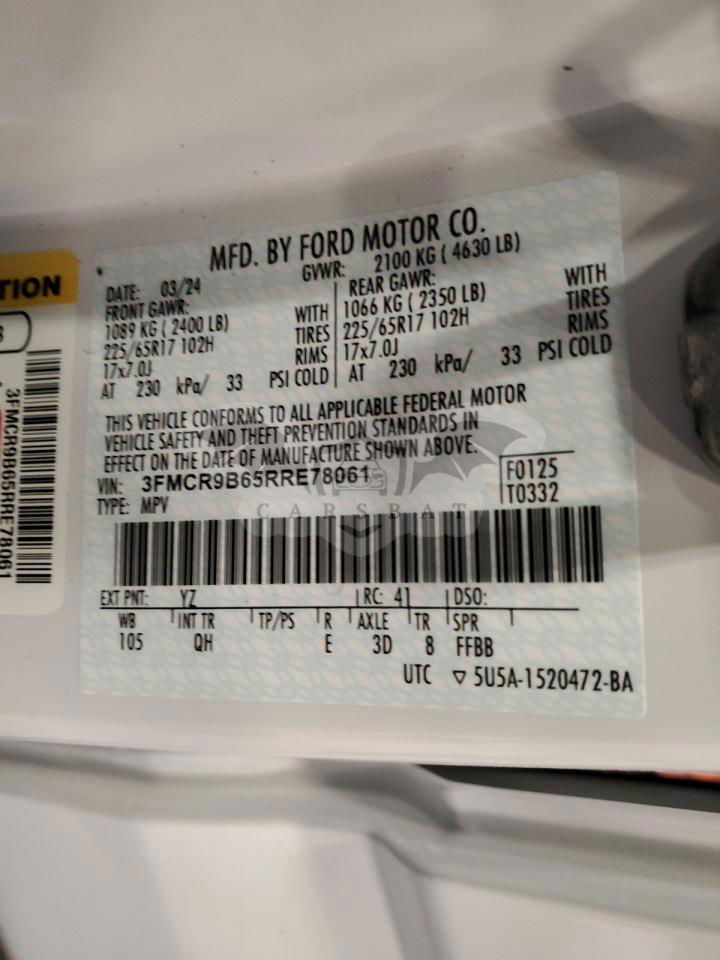 MFD. BY FORD MOTOR CO.
DATE: 03/24 GVWR: 2100 KG ( 4630 LB)
FRONT GAWR: REAR GAWR:
1089 KG ( 2400 LB) WITH 1066 KG ( 2350 LB) WITH
225/65R17 102H TIRES 225/65R17 102H TIRES
17x7.0J RIMS 17x7.0J RIMS
AT 230 kPa/ 33 PSI COLD AT 230 kPa/ 33 PSI COLD
THIS VEHICLE CONFORMS TO ALL APPLICABLE FEDERAL MOTOR
VEHICLE SAFETY AND THEFT PREVENTION STANDARDS IN
EFFECT ON THE DATE OF MANUFACTURE SHOWN ABOVE.
VIN: 3FMCR9B65RRE78061 F0125
TYPE: MPV T0332
CARSBAT
EXT PNT: YZ RC: 41 DSO:
WB INT TR TP/PS R AXLE TR SPR
105 QH E 3D 8 FFBB
UTC ▽ 5U5A-1520472-BA
TION
3FMCR9B65RRE78061